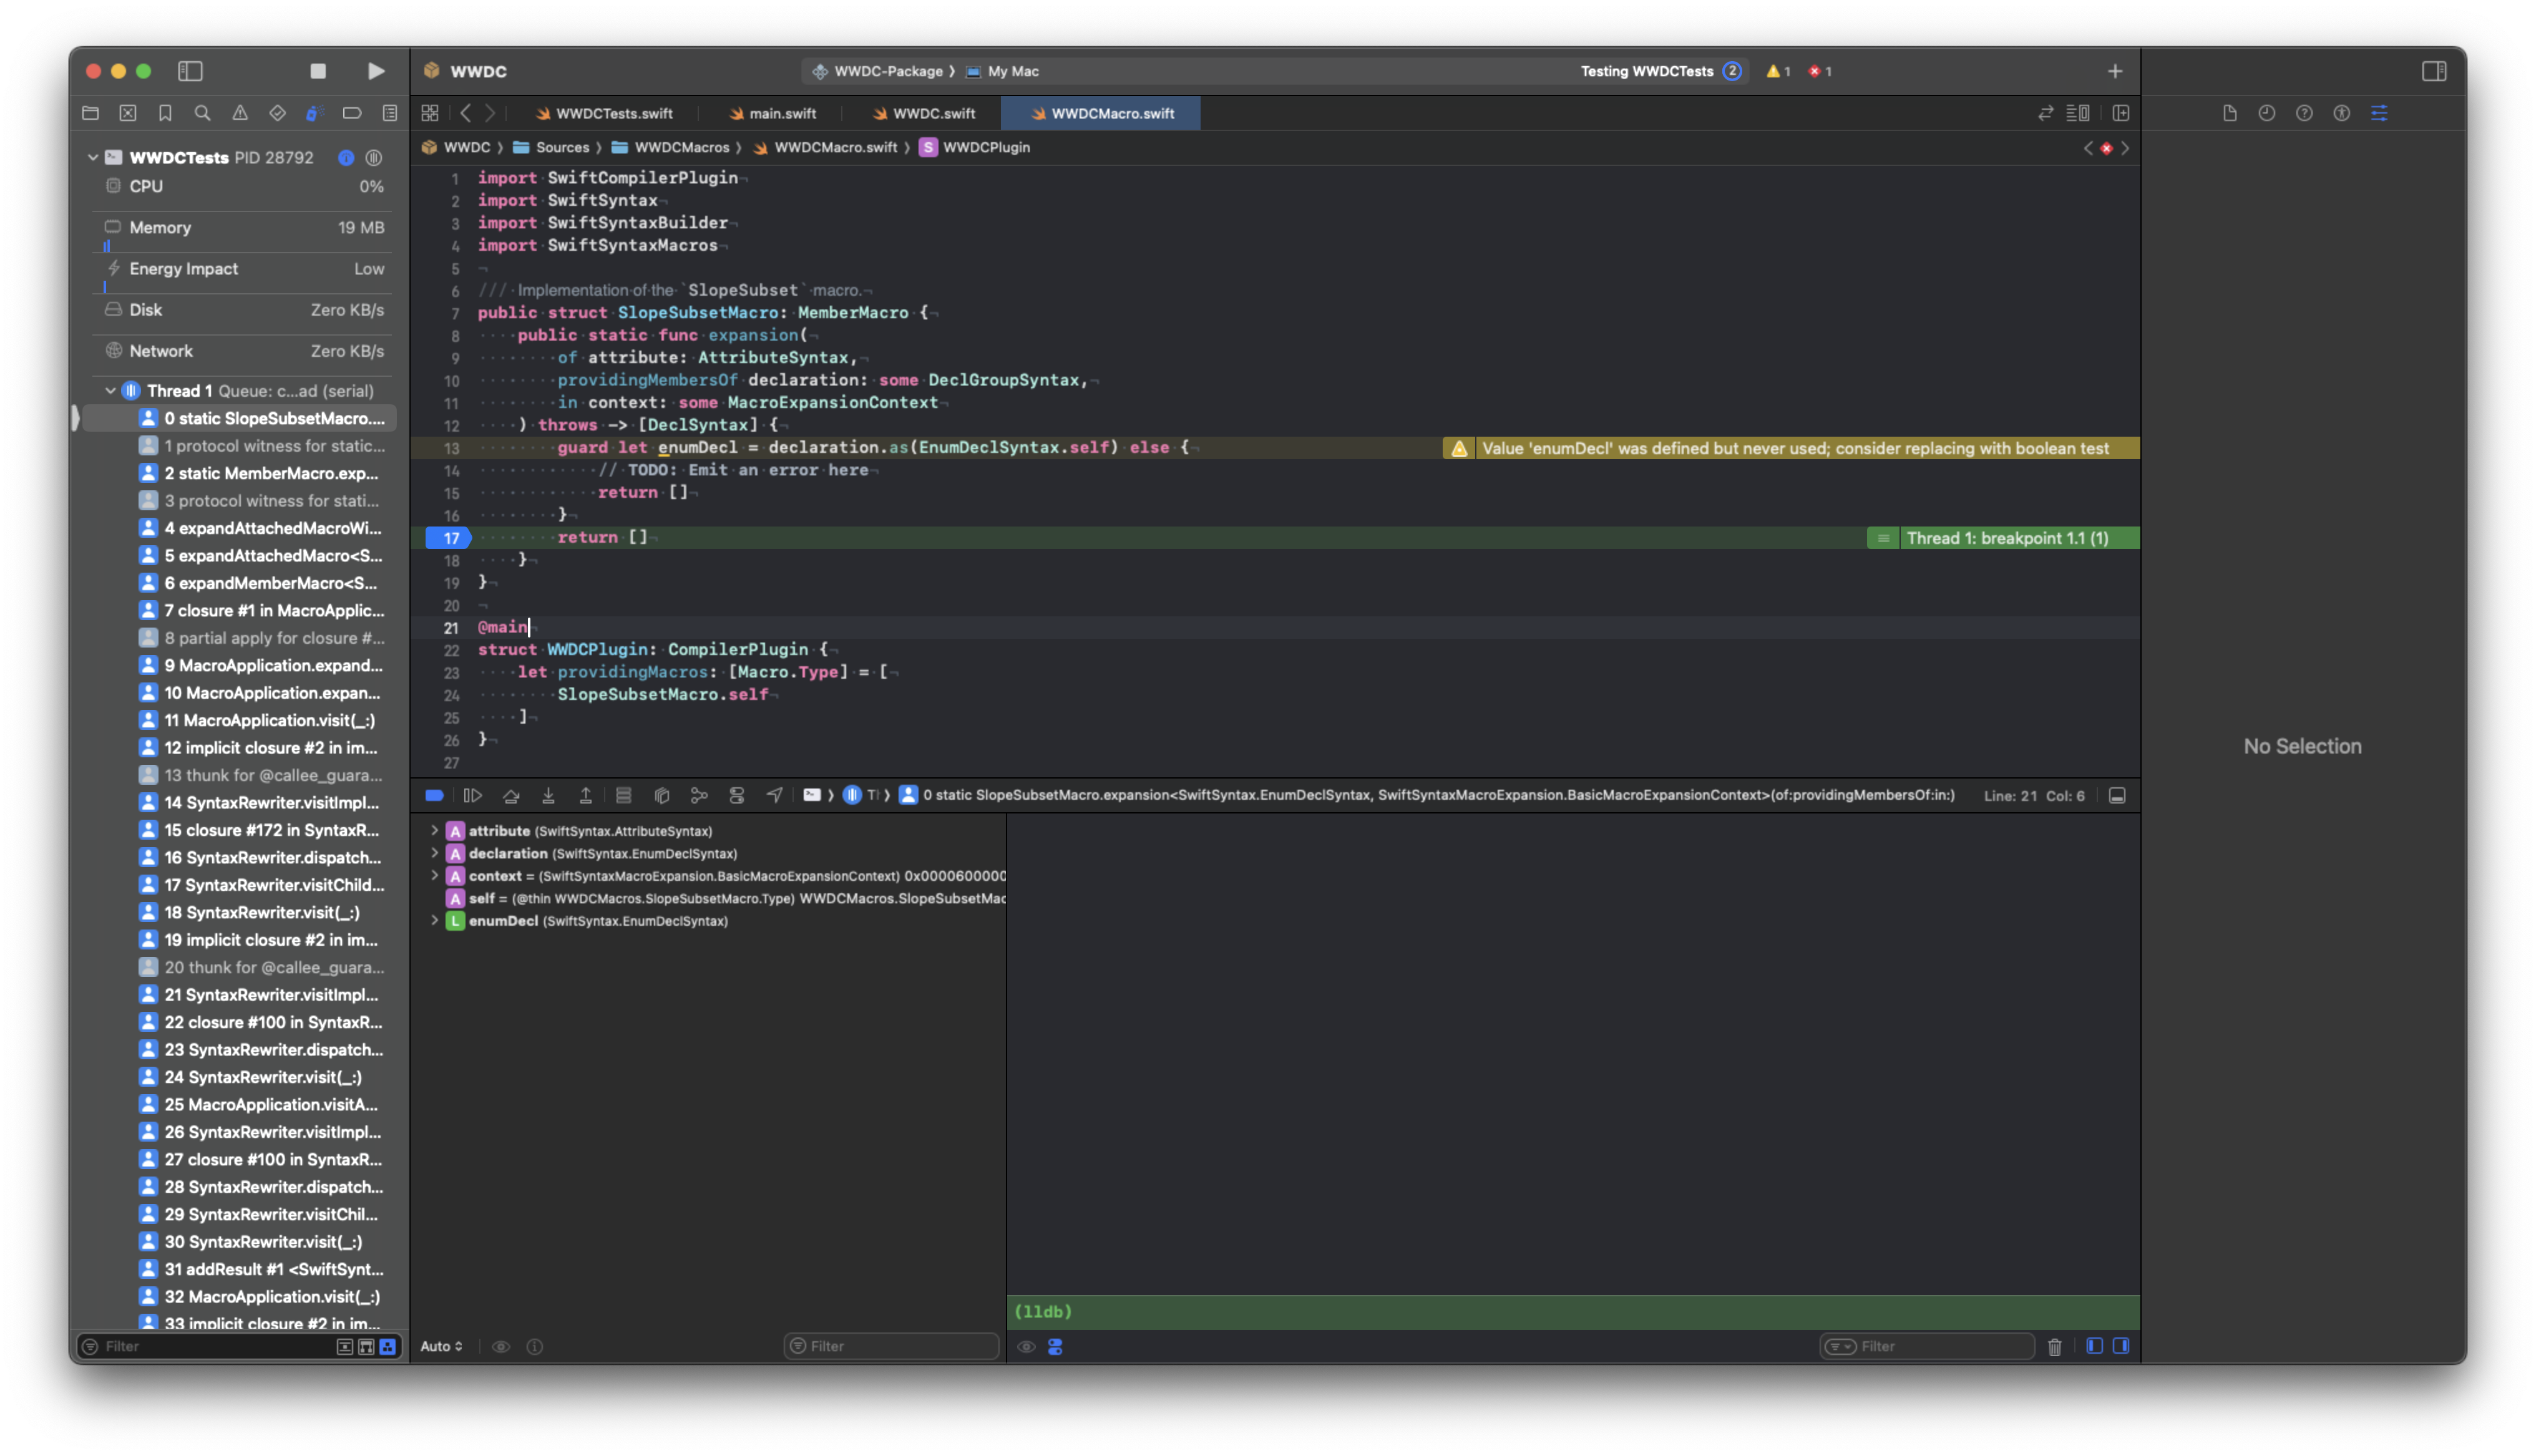 WWDC
WWDC-Package 〉 My Mac
Testing WWDCTests 2
1
1
WWDCTests.swift
main.swift
WWDC.swift
WWDCMacro.swift
WWDC 〉 Sources 〉 WWDCMacros 〉 WWDCMacro.swift 〉 S WWDCPlugin
WWDCTests PID 28792
CPU 0%
Memory 19 MB
Energy Impact Low
Disk Zero KB/s
Network Zero KB/s
Thread 1 Queue: c...ad (serial)
0 static SlopeSubsetMacro....
1 protocol witness for static...
2 static MemberMacro.exp...
3 protocol witness for stati...
4 expandAttachedMacroWi...
5 expandAttachedMacro<S...
6 expandMemberMacro<S...
7 closure #1 in MacroApplic...
8 partial apply for closure #...
9 MacroApplication.expand...
10 MacroApplication.expan...
11 MacroApplication.visit(_:)
12 implicit closure #2 in im...
13 thunk for @callee_guara...
14 SyntaxRewriter.visitImpl...
15 closure #172 in SyntaxR...
16 SyntaxRewriter.dispatch...
17 SyntaxRewriter.visitChild...
18 SyntaxRewriter.visit(_:)
19 implicit closure #2 in im...
20 thunk for @callee_guara...
21 SyntaxRewriter.visitImpl...
22 closure #100 in SyntaxR...
23 SyntaxRewriter.dispatch...
24 SyntaxRewriter.visit(_:)
25 MacroApplication.visitA...
26 SyntaxRewriter.visitImpl...
27 closure #100 in SyntaxR...
28 SyntaxRewriter.dispatch...
29 SyntaxRewriter.visitChil...
30 SyntaxRewriter.visit(_:)
31 addResult #1 <SwiftSynt...
32 MacroApplication.visit(_:)
33 implicit closure #2 in im...
Filter
1 import SwiftCompilerPlugin
2 import SwiftSyntax
3 import SwiftSyntaxBuilder
4 import SwiftSyntaxMacros
5
6 /// Implementation of the `SlopeSubset` macro.
7 public struct SlopeSubsetMacro: MemberMacro {
8 public static func expansion(
9 of attribute: AttributeSyntax,
10 providingMembersOf declaration: some DeclGroupSyntax,
11 in context: some MacroExpansionContext
12 ) throws -> [DeclSyntax] {
13 guard let enumDecl = declaration.as(EnumDeclSyntax.self) else { Value 'enumDecl' was defined but never used; consider replacing with boolean test
14 // TODO: Emit an error here
15 return []
16 }
17 return [] Thread 1: breakpoint 1.1 (1)
18 }
19 }
20
21 @main
22 struct WWDCPlugin: CompilerPlugin {
23 let providingMacros: [Macro.Type] = [
24 SlopeSubsetMacro.self
25 ]
26 }
27
0 static SlopeSubsetMacro.expansion<SwiftSyntax.EnumDeclSyntax, SwiftSyntaxMacroExpansion.BasicMacroExpansionContext>(of:providingMembersOf:in:) Line: 21 Col: 6
A attribute (SwiftSyntax.AttributeSyntax)
A declaration (SwiftSyntax.EnumDeclSyntax)
A context = (SwiftSyntaxMacroExpansion.BasicMacroExpansionContext) 0x0000600000
A self = (@thin WWDCMacros.SlopeSubsetMacro.Type) WWDCMacros.SlopeSubsetMac
L enumDecl (SwiftSyntax.EnumDeclSyntax)
Auto
Filter
(lldb)
Filter
No Selection